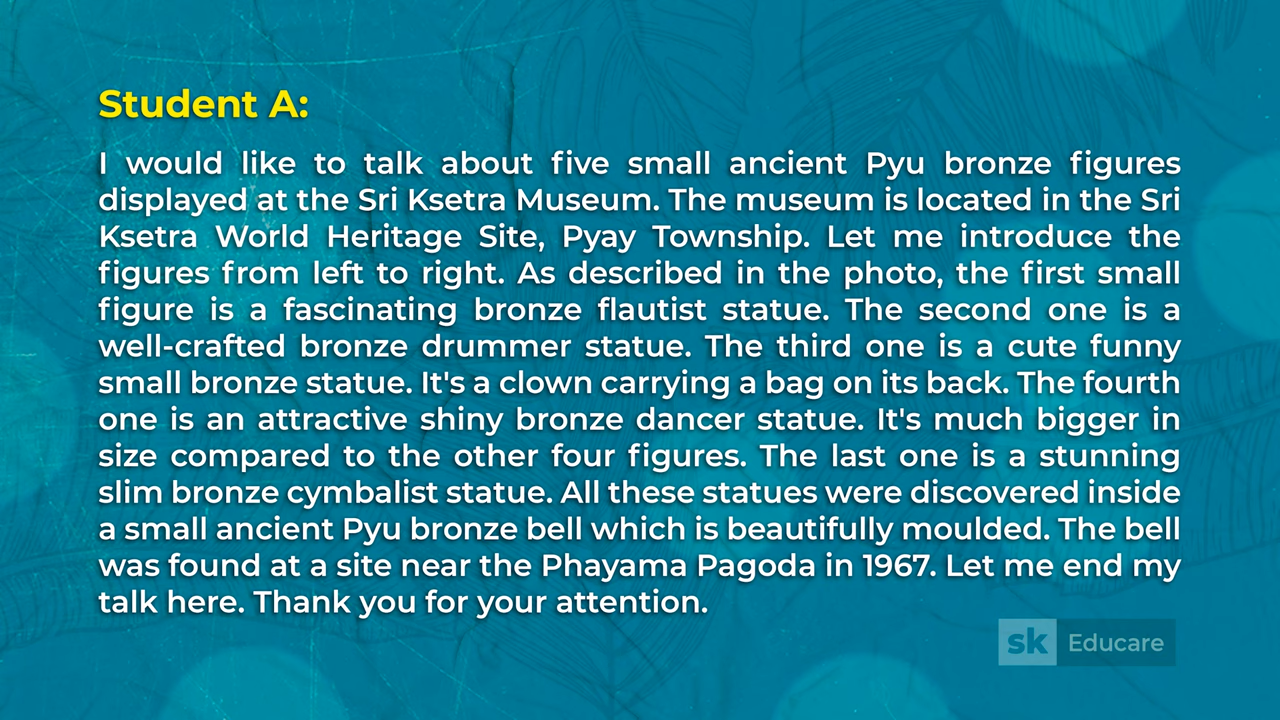 Student A:
I would like to talk about five small ancient Pyu bronze figures
displayed at the Sri Ksetra Museum. The museum is located in the Sri
Ksetra World Heritage Site, Pyay Township. Let me introduce the
figures from left to right. As described in the photo, the first small
figure is a fascinating bronze flautist statue. The second one is a
well-crafted bronze drummer statue. The third one is a cute funny
small bronze statue. It's a clown carrying a bag on its back. The fourth
one is an attractive shiny bronze dancer statue. It's much bigger in
size compared to the other four figures. The last one is a stunning
slim bronze cymbalist statue. All these statues were discovered inside
a small ancient Pyu bronze bell which is beautifully moulded. The bell
was found at a site near the Phayama Pagoda in 1967. Let me end my
talk here. Thank you for your attention.
sk Educare